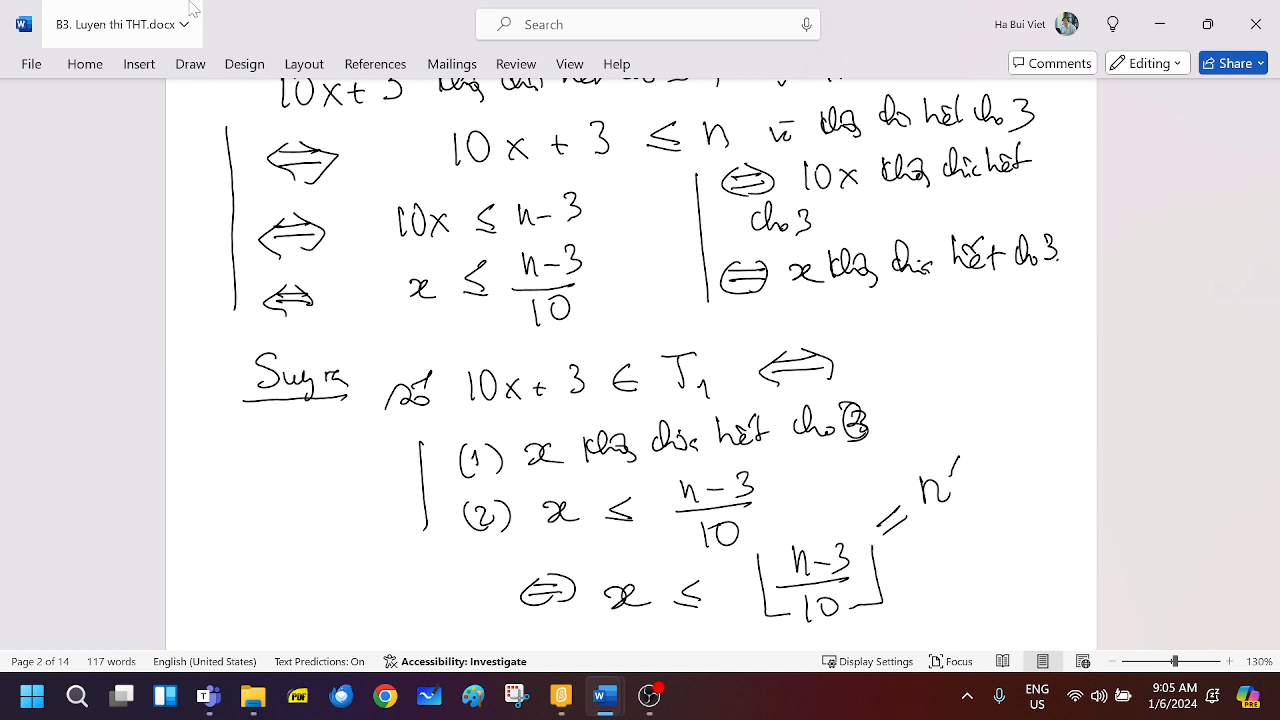 B3. Luyen thi THT.docx
Search
Ha Bui Viet
File Home Insert Draw Design Layout References Mailings Review View Help
Comments Editing Share
10x + 3
⇔ 10x + 3 ≤ n và không chia hết cho 3
⇔ 10x ≤ n-3
⇔ x ≤ (n-3)/10
⇔ 10x không chia hết
cho 3
⇔ x không chia hết cho 3.
Suy ra số 10x + 3 ∈ T₁ ⇔
(1) x không chia hết cho 3
(2) x ≤ (n-3)/10
⇔ x ≤ ⌊(n-3)/10⌋ = n'
Page 2 of 14 117 words English (United States) Text Predictions: On Accessibility: Investigate Display Settings Focus 130%
ENG
US
9:05 AM
1/6/2024
PDF
PRE